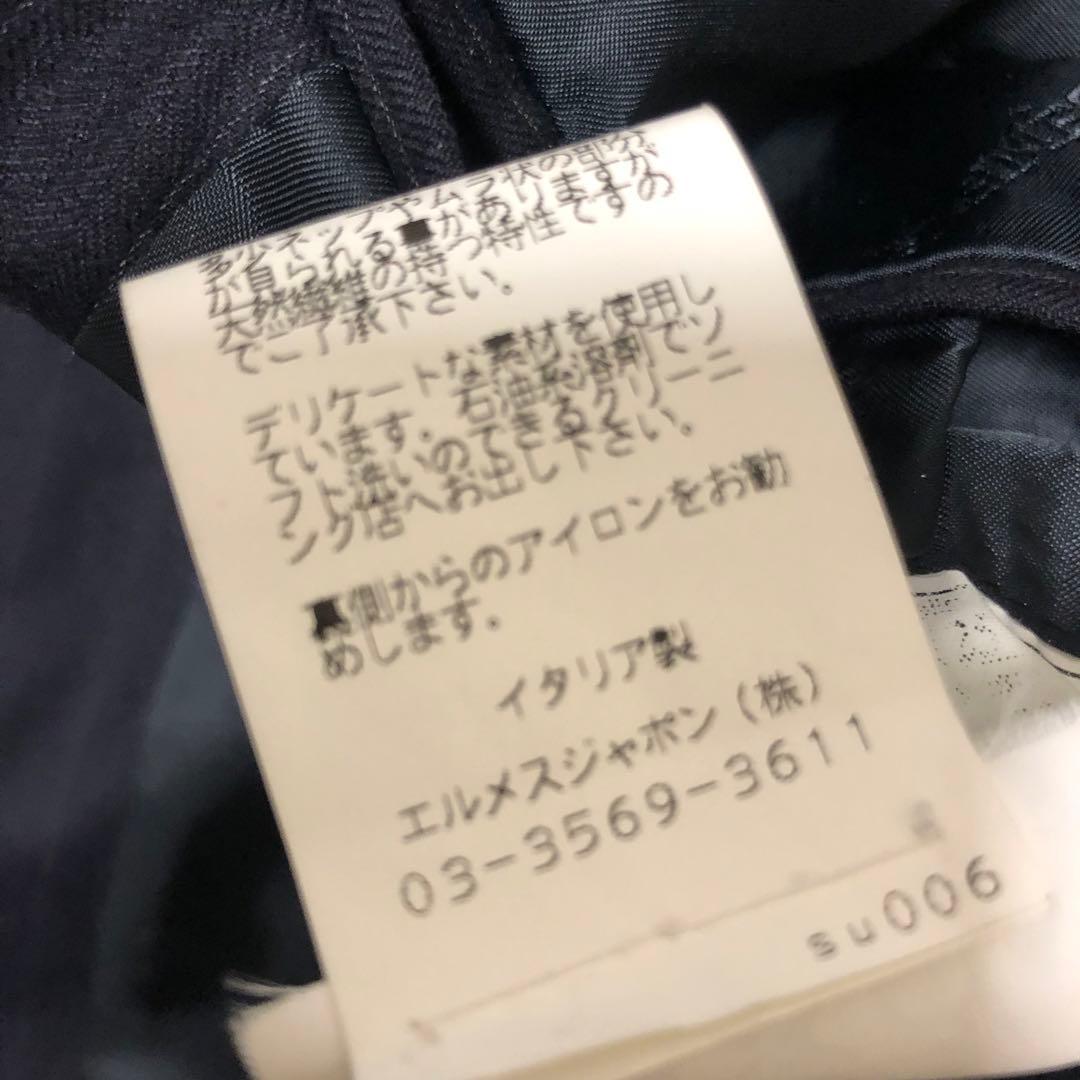 多少ネップやムラ状の部分
が見られる事がありますが
天然繊維の持つ特性ですの
でご了承下さい。
デリケートな素材を使用し
ています。石油系溶剤でソ
フト洗いのできるクリーニ
ング店へお出し下さい。
裏側からのアイロンをお勧
めします。
イタリア製
エルメスジャポン(株)
03-3569-3611
su006